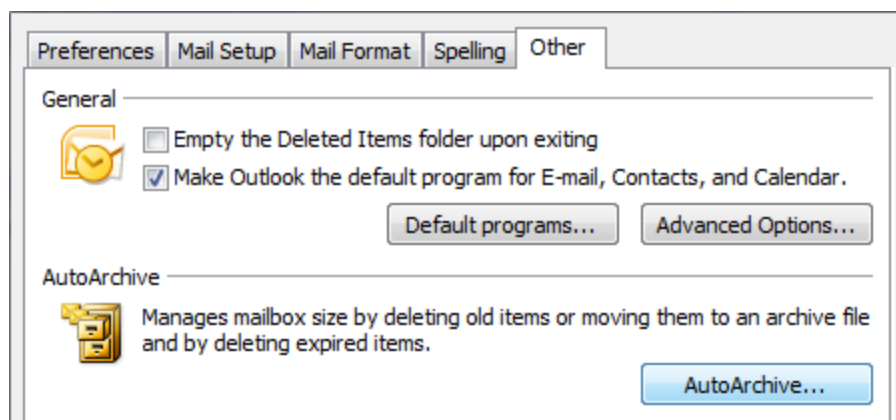 Preferences Mail Setup Mail Format Spelling Other
General
Empty the Deleted Items folder upon exiting
Make Outlook the default program for E-mail, Contacts, and Calendar.
Default programs... Advanced Options...
AutoArchive
Manages mailbox size by deleting old items or moving them to an archive file
and by deleting expired items.
AutoArchive...